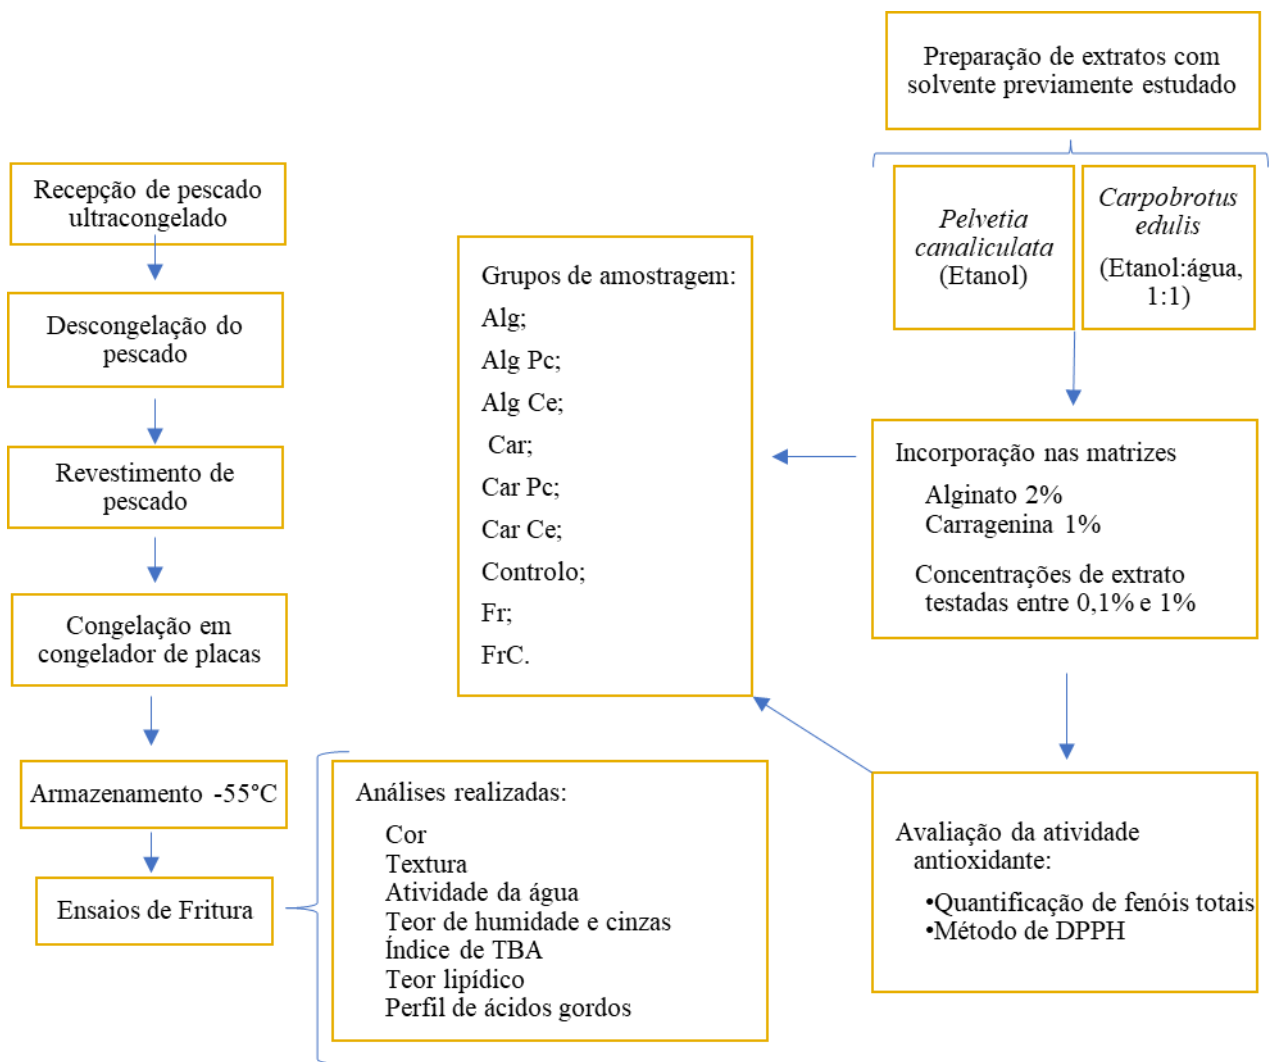 Preparação de extratos com
solvente previamente estudado
Pelvetia
canaliculata
(Etanol)
Carpobrotus
edulis
(Etanol:água,
1:1)
Recepção de pescado
ultracongelado
Descongelação do
pescado
Revestimento de
pescado
Congelação em
congelador de placas
Armazenamento -55°C
Ensaios de Fritura
Grupos de amostragem:
Alg;
Alg Pc;
Alg Ce;
Car;
Car Pc;
Car Ce;
Controlo;
Fr;
FrC.
Incorporação nas matrizes
Alginato 2%
Carragenina 1%
Concentrações de extrato
testadas entre 0,1% e 1%
Análises realizadas:
Cor
Textura
Atividade da água
Teor de humidade e cinzas
Índice de TBA
Teor lipídico
Perfil de ácidos gordos
Avaliação da atividade
antioxidante:
•Quantificação de fenóis totais
•Método de DPPH